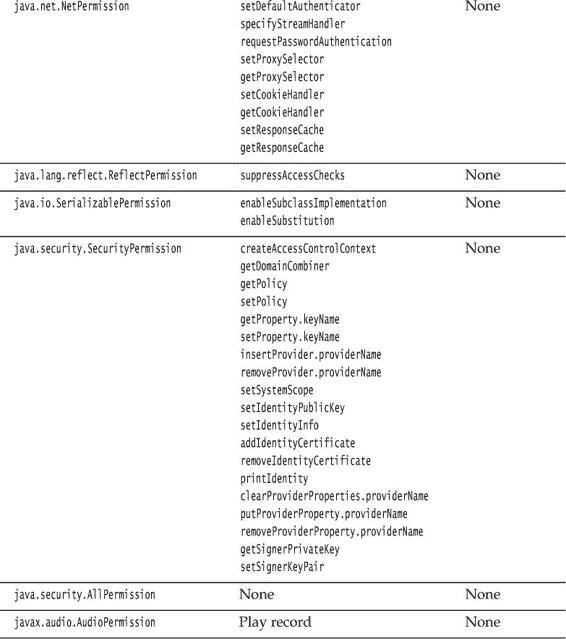 java.net.NetPermission setDefaultAuthenticator None
specifyStreamHandler
requestPasswordAuthentication
setProxySelector
getProxySelector
setCookieHandler
getCookieHandler
setResponseCache
getResponseCache
java.lang.reflect.ReflectPermission suppressAccessChecks None
java.io.SerializablePermission enableSubclassImplementation None
enableSubstitution
java.security.SecurityPermission createAccessControlContext None
getDomainCombiner
getPolicy
setPolicy
getProperty.keyName
setProperty.keyName
insertProvider.providerName
removeProvider.providerName
setSystemScope
setIdentityPublicKey
setIdentityInfo
addIdentityCertificate
removeIdentityCertificate
printIdentity
clearProviderProperties.providerName
putProviderProperty.providerName
removeProviderProperty.providerName
getSignerPrivateKey
setSignerKeyPair
java.security.AllPermission None None
javax.audio.AudioPermission Play record None